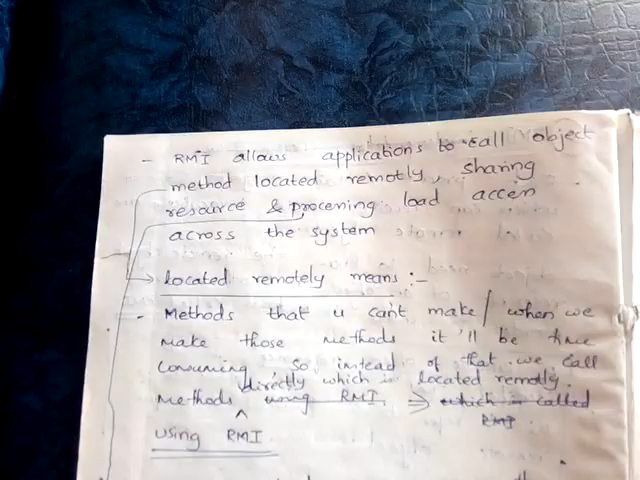 - RMI allows applications to call object
method located remotly, sharing
resource & procening load accen
across the system
located remotely means :-
- Methods that u can't make / when we
make those methods it'll be time
consuming. so instead of that we call
directly which is located remotly.
Methods using RMI => which is called
RMI
using RMI